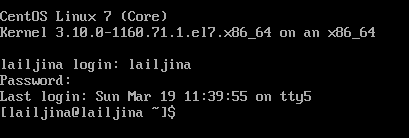 CentOS Linux 7 (Core)
Kernel 3.10.0-1160.71.1.el7.x86_64 on an x86_64
lailjina login: lailjina
Password:
Last login: Sun Mar 19 11:39:55 on tty5
[lailjina@lailjina ~]$